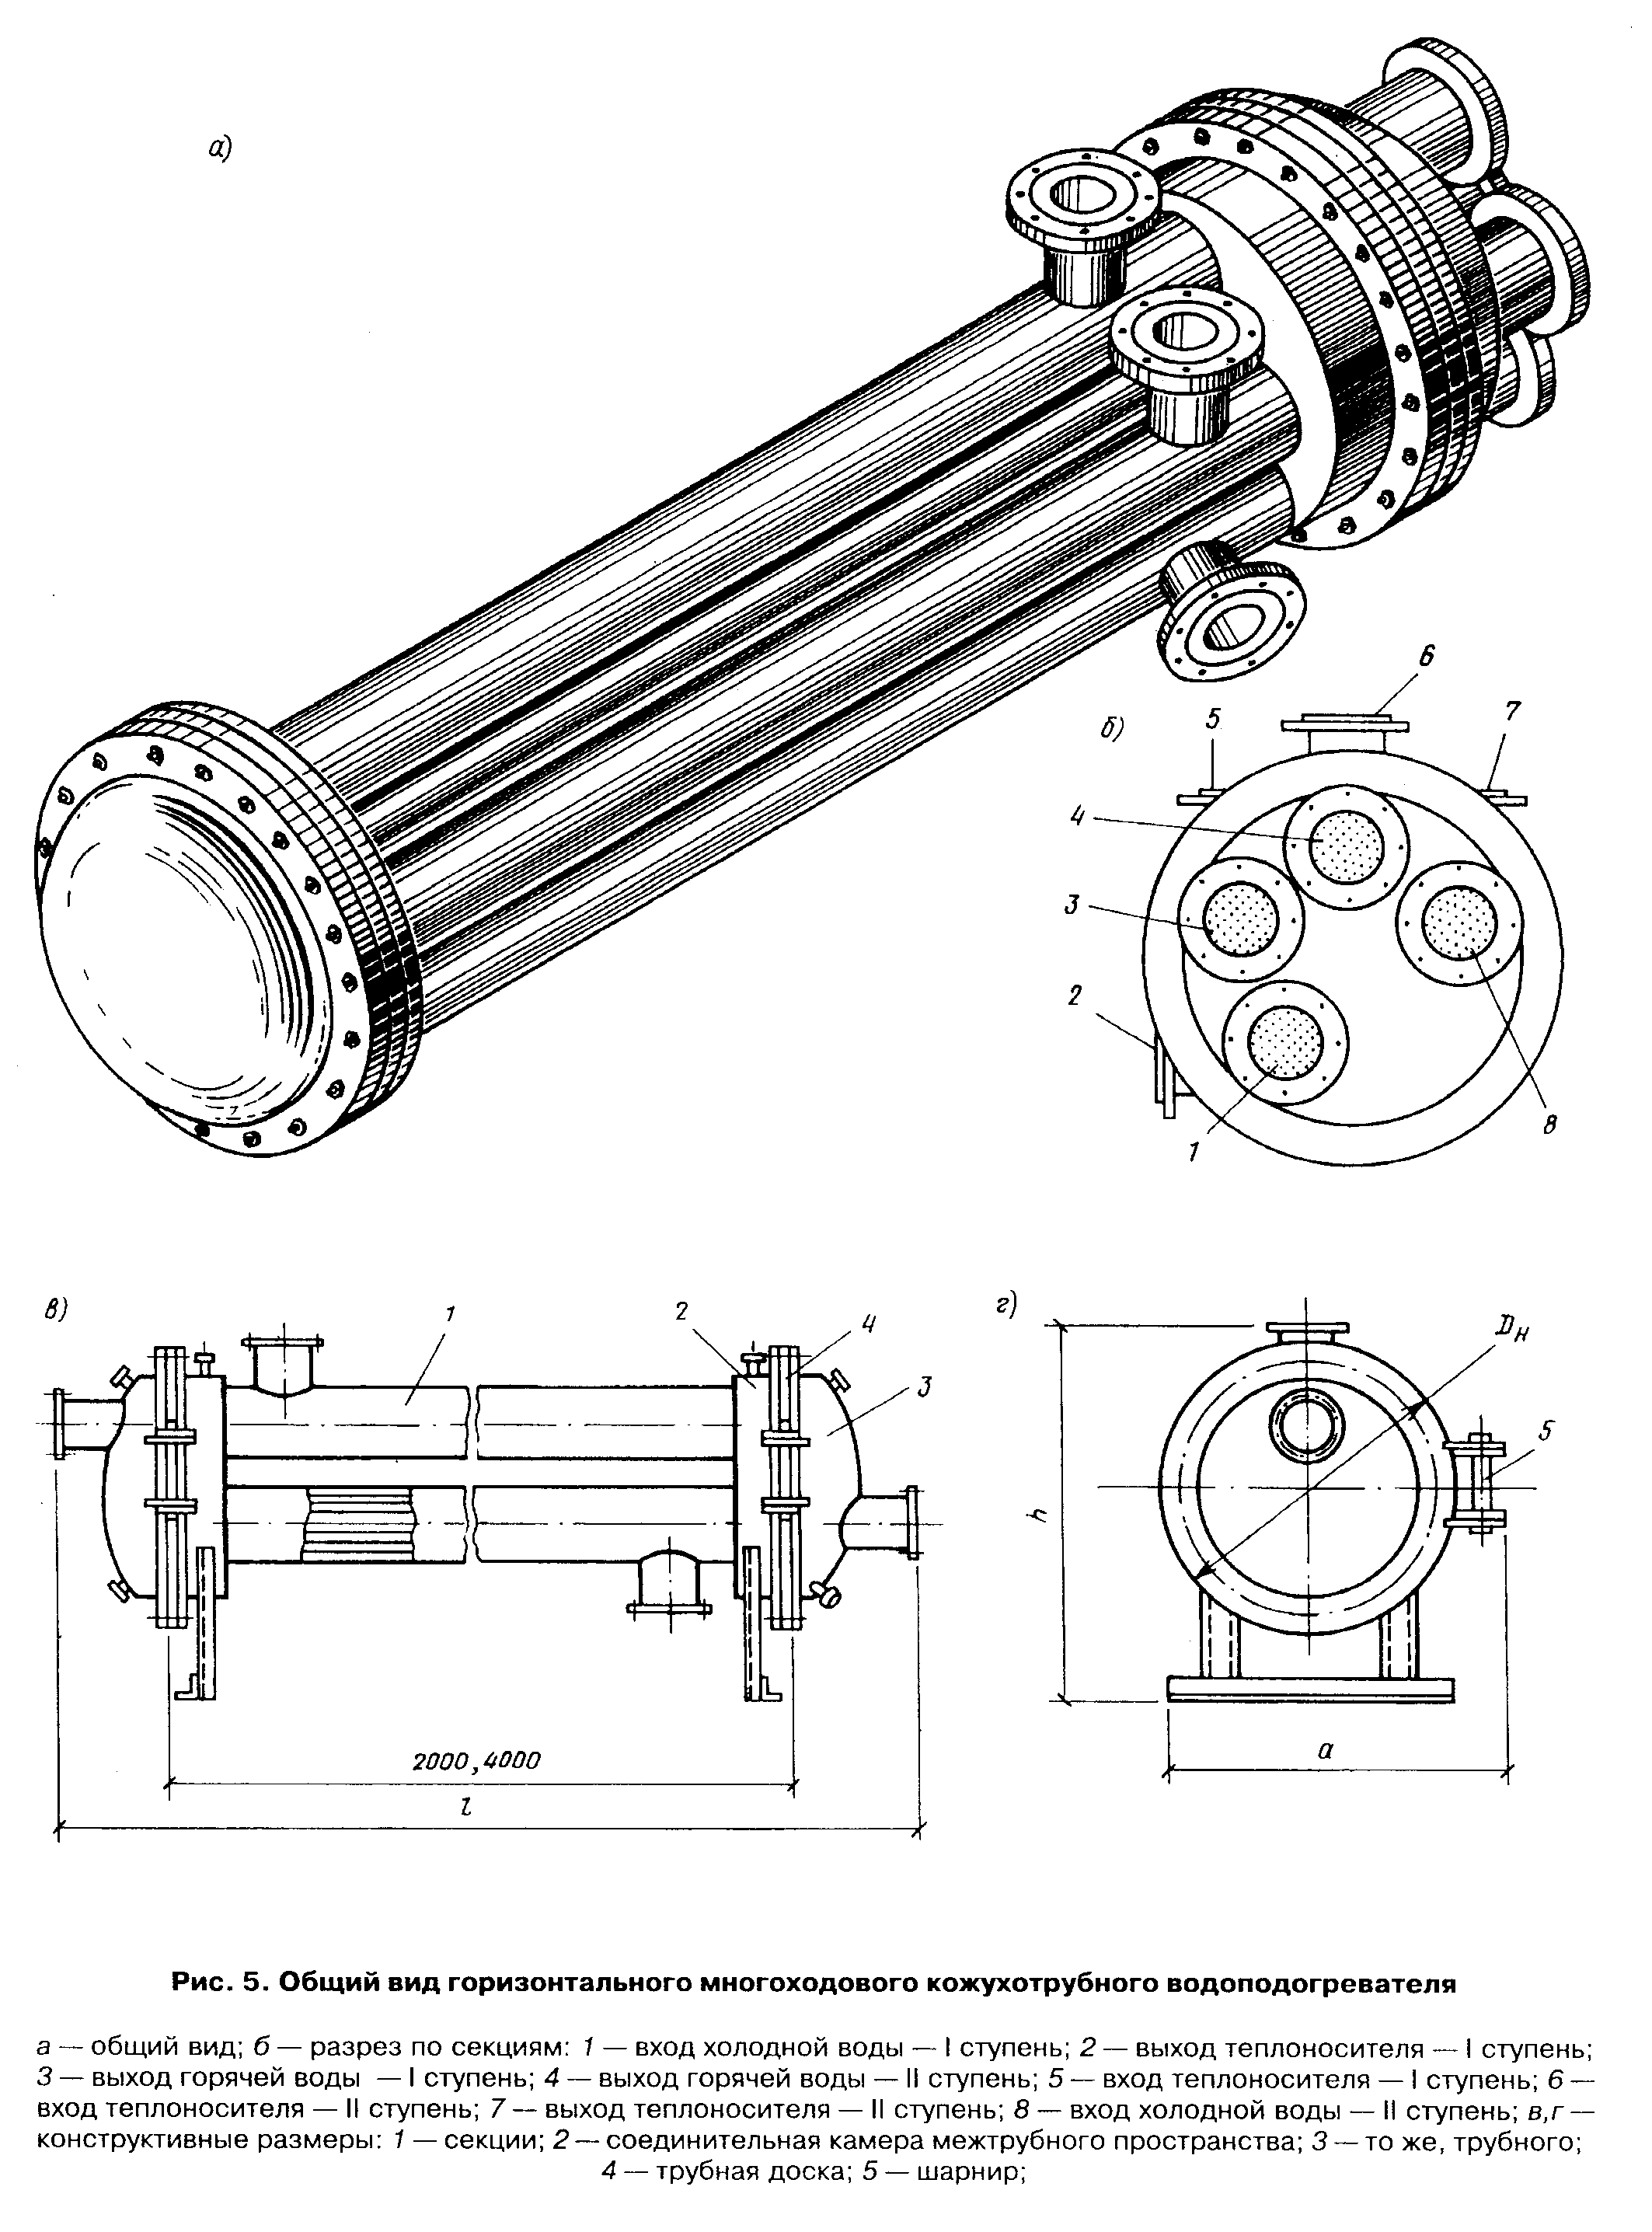 а)
б)
5
6
7
4
3
2
1
8
в)
1
2
4
3
2000,4000
l
г)
Dн
5
h
а
Рис. 5. Общий вид горизонтального многоходового кожухотрубного водоподогревателя
а — общий вид; б — разрез по секциям: 1 — вход холодной воды — I ступень; 2 — выход теплоносителя — I ступень;
3 — выход горячей воды — I ступень; 4 — выход горячей воды — II ступень; 5 — вход теплоносителя — I ступень; 6 —
вход теплоносителя — II ступень; 7 — выход теплоносителя — II ступень; 8 — вход холодной воды — II ступень; в,г —
конструктивные размеры: 1 — секции; 2 — соединительная камера межтрубного пространства; 3 — то же, трубного;
4 — трубная доска; 5 — шарнир;